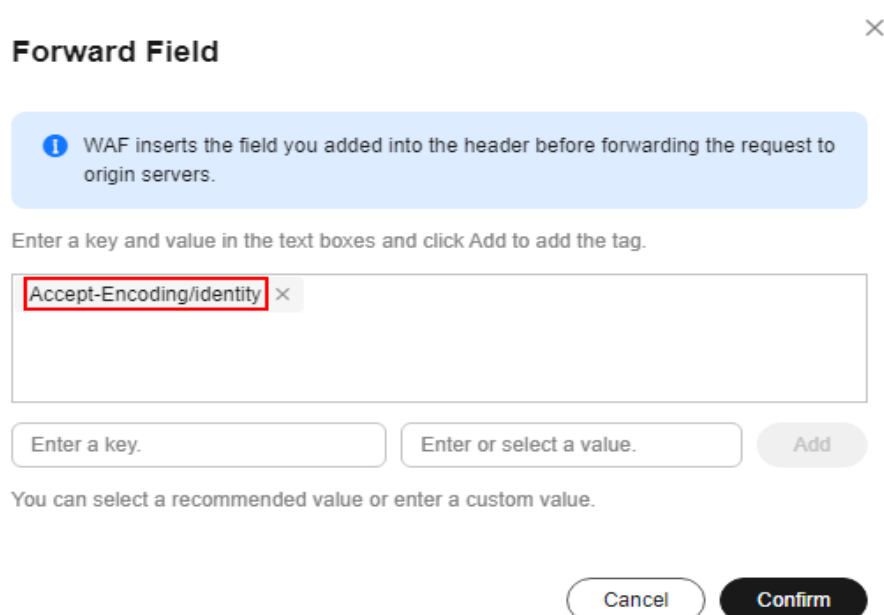 Forward Field
WAF inserts the field you added into the header before forwarding the request to
origin servers.
Enter a key and value in the text boxes and click Add to add the tag.
Accept-Encoding/identity
Enter a key.
Enter or select a value.
Add
You can select a recommended value or enter a custom value.
Cancel
Confirm